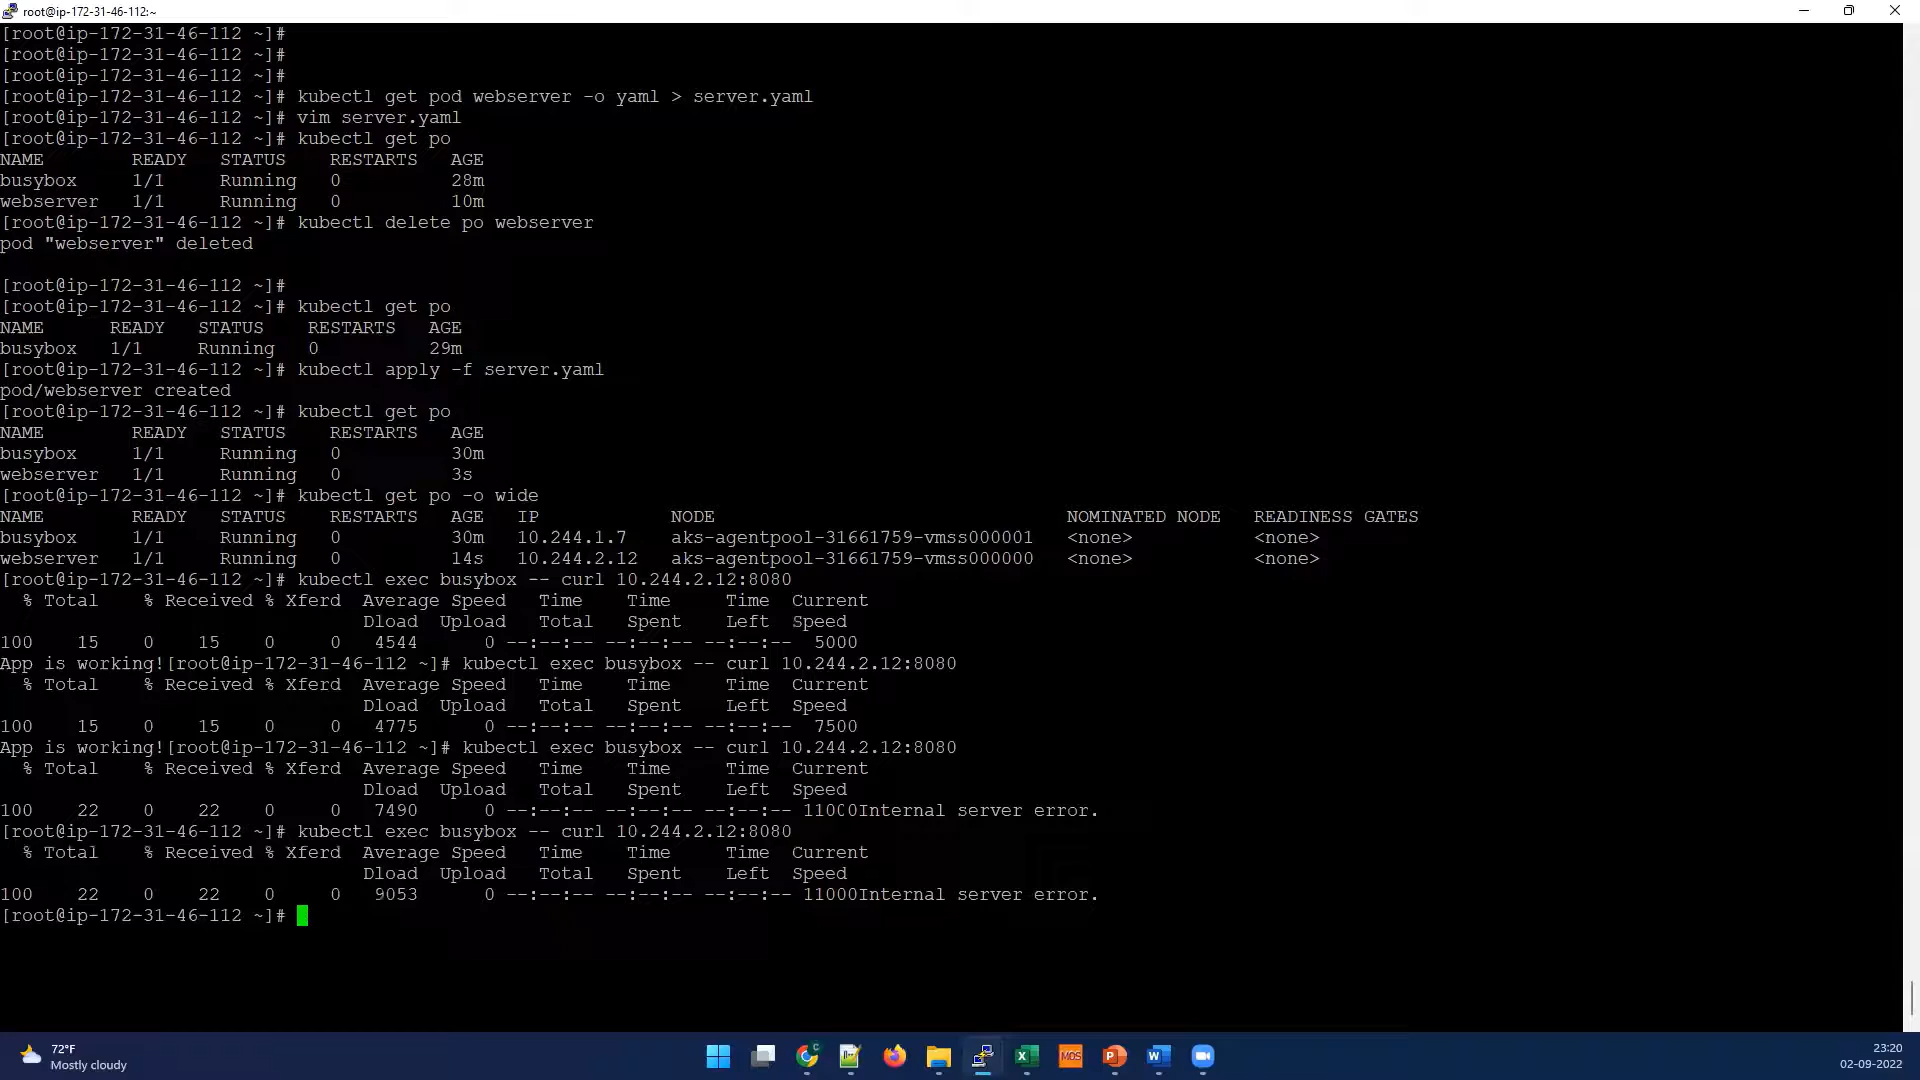 root@ip-172-31-46-112:~
[root@ip-172-31-46-112 ~]#
[root@ip-172-31-46-112 ~]#
[root@ip-172-31-46-112 ~]#
[root@ip-172-31-46-112 ~]# kubectl get pod webserver -o yaml > server.yaml
[root@ip-172-31-46-112 ~]# vim server.yaml
[root@ip-172-31-46-112 ~]# kubectl get po
NAME        READY   STATUS    RESTARTS   AGE
busybox     1/1     Running   0          28m
webserver   1/1     Running   0          10m
[root@ip-172-31-46-112 ~]# kubectl delete po webserver
pod "webserver" deleted
[root@ip-172-31-46-112 ~]#
[root@ip-172-31-46-112 ~]# kubectl get po
NAME      READY   STATUS    RESTARTS   AGE
busybox   1/1     Running   0          29m
[root@ip-172-31-46-112 ~]# kubectl apply -f server.yaml
pod/webserver created
[root@ip-172-31-46-112 ~]# kubectl get po
NAME        READY   STATUS    RESTARTS   AGE
busybox     1/1     Running   0          30m
webserver   1/1     Running   0          3s
[root@ip-172-31-46-112 ~]# kubectl get po -o wide
NAME        READY   STATUS    RESTARTS   AGE   IP            NODE                                NOMINATED NODE   READINESS GATES
busybox     1/1     Running   0          30m   10.244.1.7    aks-agentpool-31661759-vmss000001   <none>           <none>
webserver   1/1     Running   0          14s   10.244.2.12   aks-agentpool-31661759-vmss000000   <none>           <none>
[root@ip-172-31-46-112 ~]# kubectl exec busybox -- curl 10.244.2.12:8080
  % Total    % Received % Xferd  Average Speed   Time    Time     Time  Current
                                 Dload  Upload   Total   Spent    Left  Speed
100    15    0    15    0     0   4544      0 --:--:-- --:--:-- --:--:--  5000
App is working![root@ip-172-31-46-112 ~]# kubectl exec busybox -- curl 10.244.2.12:8080
  % Total    % Received % Xferd  Average Speed   Time    Time     Time  Current
                                 Dload  Upload   Total   Spent    Left  Speed
100    15    0    15    0     0   4775      0 --:--:-- --:--:-- --:--:--  7500
App is working![root@ip-172-31-46-112 ~]# kubectl exec busybox -- curl 10.244.2.12:8080
  % Total    % Received % Xferd  Average Speed   Time    Time     Time  Current
                                 Dload  Upload   Total   Spent    Left  Speed
100    22    0    22    0     0   7490      0 --:--:-- --:--:-- --:--:-- 11000Internal server error.
[root@ip-172-31-46-112 ~]# kubectl exec busybox -- curl 10.244.2.12:8080
  % Total    % Received % Xferd  Average Speed   Time    Time     Time  Current
                                 Dload  Upload   Total   Spent    Left  Speed
100    22    0    22    0     0   9053      0 --:--:-- --:--:-- --:--:-- 11000Internal server error.
[root@ip-172-31-46-112 ~]#
72°F
Mostly cloudy
MOS
23:20
02-09-2022